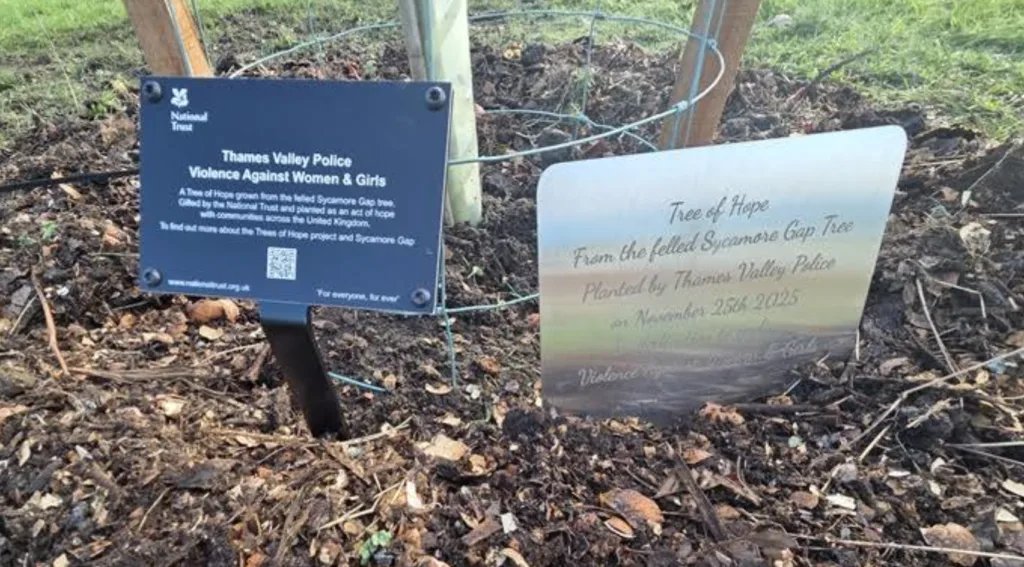 National
Trust
Thames Valley Police
Violence Against Women & Girls
A Tree of Hope grown from the felled Sycamore Gap tree.
Gifted by the National Trust and planted as an act of hope
with communities across the United Kingdom.
To find out more about the Trees of Hope project and Sycamore Gap
www.nationaltrust.org.uk
'For everyone, for ever'
Tree of Hope
From the felled Sycamore Gap Tree
Planted by Thames Valley Police
on November 25th 2025
Violence against Women & Girls